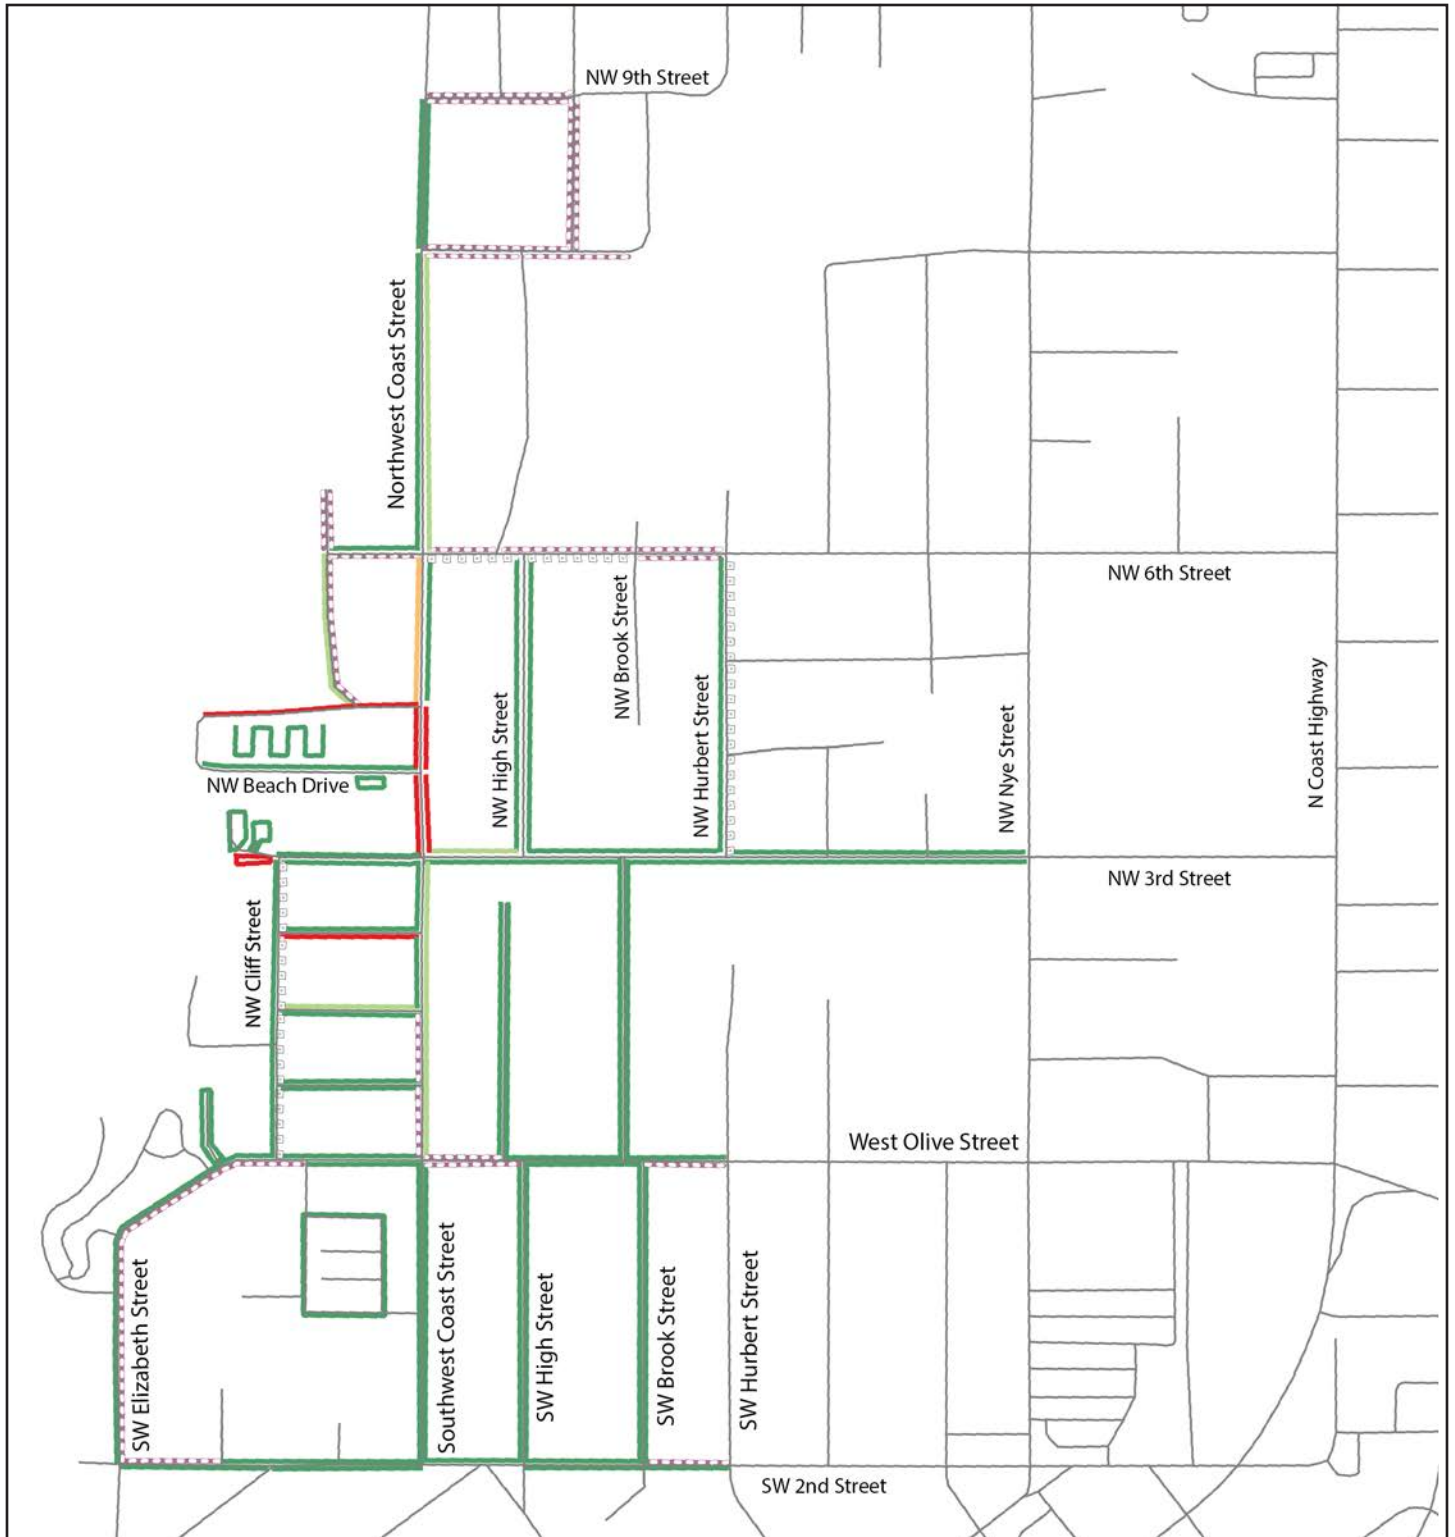 NW 9th Street
Northwest Coast Street
NW 6th Street
NW Brook Street
NW Hurbert Street
NW High Street
NW Nye Street
N Coast Highway
NW Beach Drive
NW 3rd Street
NW Cliff Street
West Olive Street
SW Elizabeth Street
Southwest Coast Street
SW High Street
SW Brook Street
SW Hurbert Street
SW 2nd Street